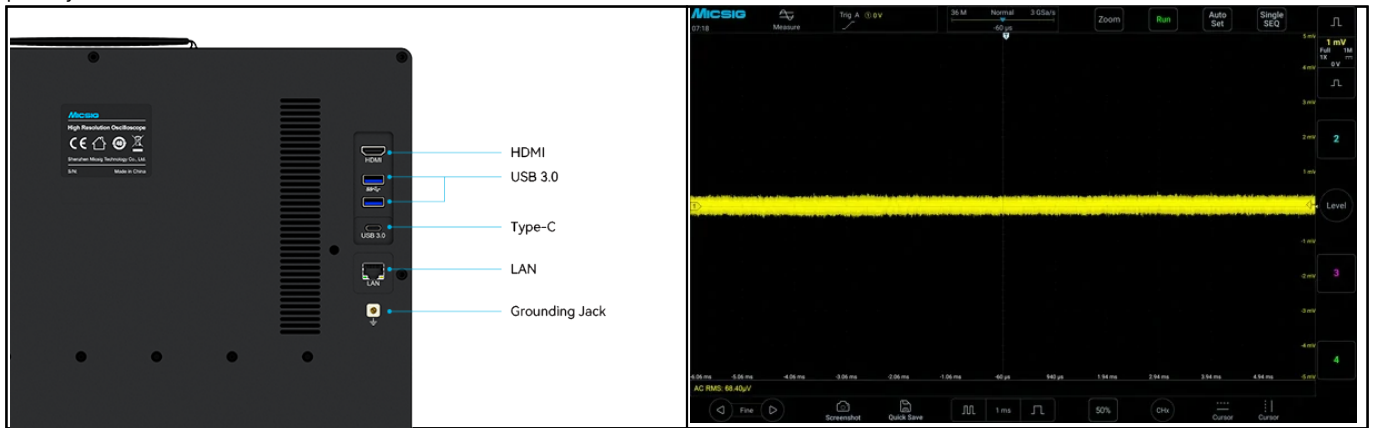 Micsig
High Resolution Oscilloscope
CE
Shenzhen Micsig Technology Co., Ltd.
S/N Made in China
HDMI
USB 3.0
LAN
HDMI
USB 3.0
Type-C
LAN
Grounding Jack
Micsig
07:18
Measure
Trig A ① 0 V
36 M Normal 3 GSa/s
-60 μs
T
Zoom
Run
Auto
Set
Single
SEQ
5 mV
4 mV
3 mV
2 mV
1 mV
-1 mV
-2 mV
-3 mV
-4 mV
-5 mV
1 mV
Full 1M
1X
0 V
2
Level
3
4
-6.06 ms -5.06 ms -4.06 ms -3.06 ms -2.06 ms -1.06 ms -60 μs 940 μs 1.94 ms 2.94 ms 3.94 ms 4.94 ms
AC RMS: 68.40μV
Fine
Screenshot
Quick Save
1 ms
50%
CHx
Cursor
Cursor